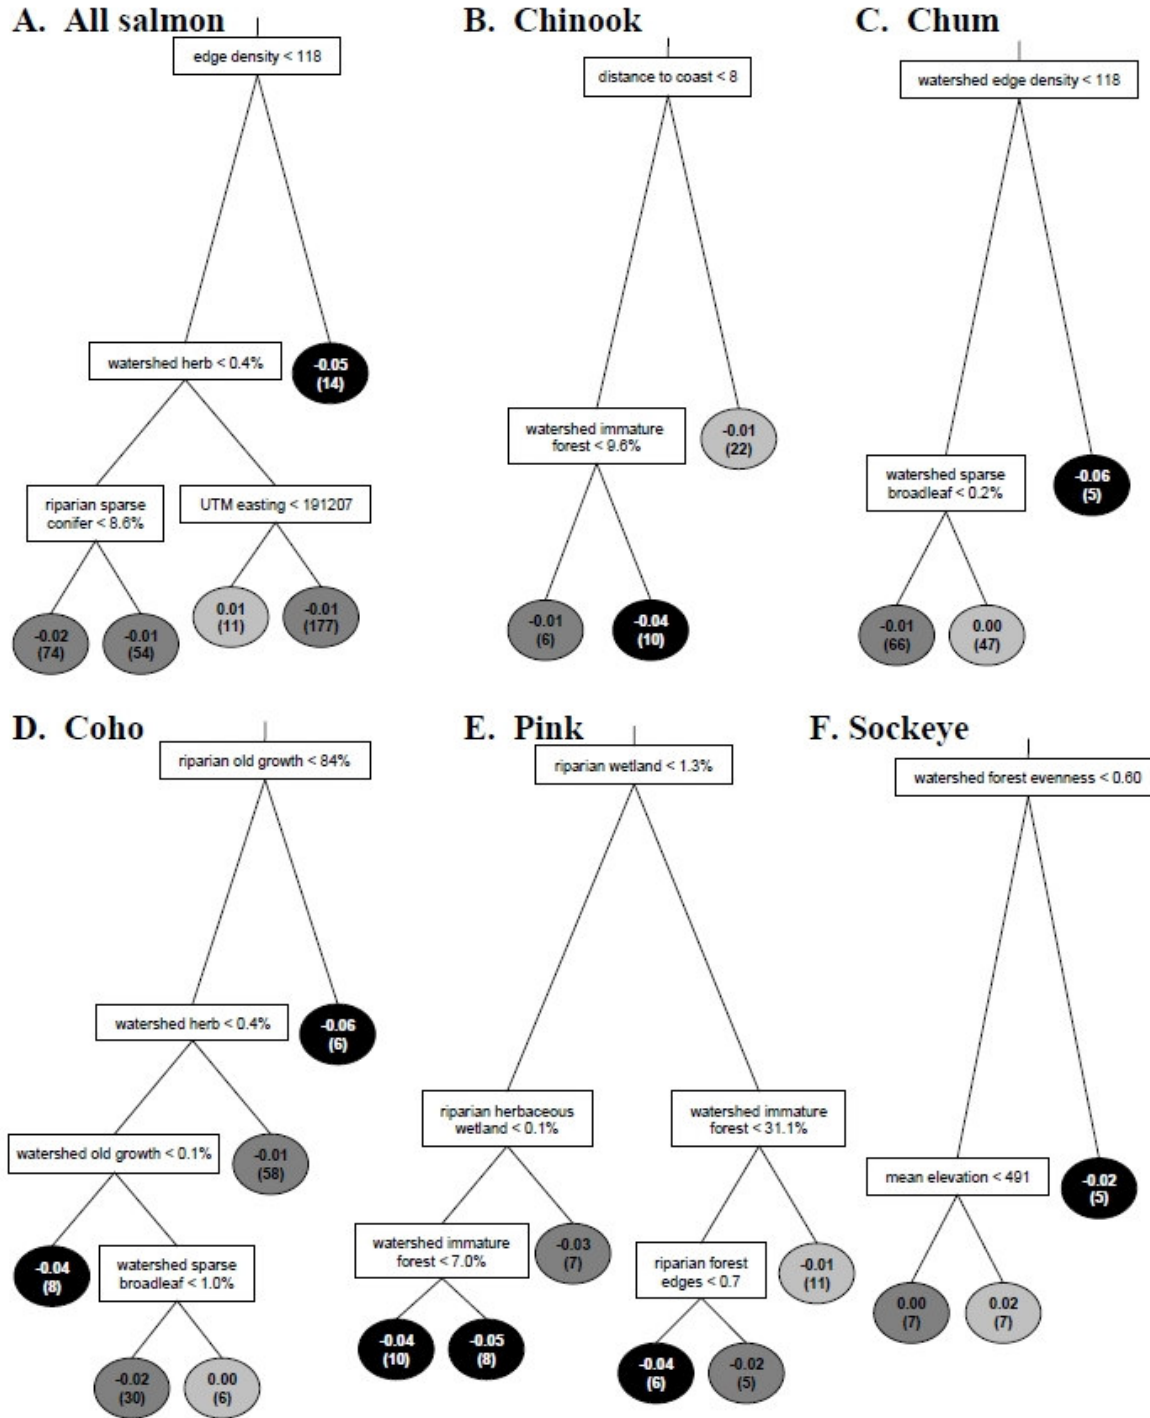 A. All salmon
edge density < 118
watershed herb < 0.4%
-0.05
(14)
riparian sparse
conifer < 8.6%
UTM easting < 191207
-0.02
(74)
-0.01
(54)
0.01
(11)
-0.01
(177)
B. Chinook
distance to coast < 8
watershed immature
forest < 9.6%
-0.01
(22)
-0.01
(6)
-0.04
(10)
C. Chum
watershed edge density < 118
watershed sparse
broadleaf < 0.2%
-0.06
(5)
-0.01
(66)
0.00
(47)
D. Coho
riparian old growth < 84%
watershed herb < 0.4%
-0.06
(6)
watershed old growth < 0.1%
-0.01
(58)
-0.04
(8)
watershed sparse
broadleaf < 1.0%
-0.02
(30)
0.00
(6)
E. Pink
riparian wetland < 1.3%
riparian herbaceous
wetland < 0.1%
watershed immature
forest < 31.1%
watershed immature
forest < 7.0%
-0.03
(7)
riparian forest
edges < 0.7
-0.01
(11)
-0.04
(10)
-0.05
(8)
-0.04
(6)
-0.02
(5)
F. Sockeye
watershed forest evenness < 0.60
mean elevation < 491
-0.02
(5)
0.00
(7)
0.02
(7)